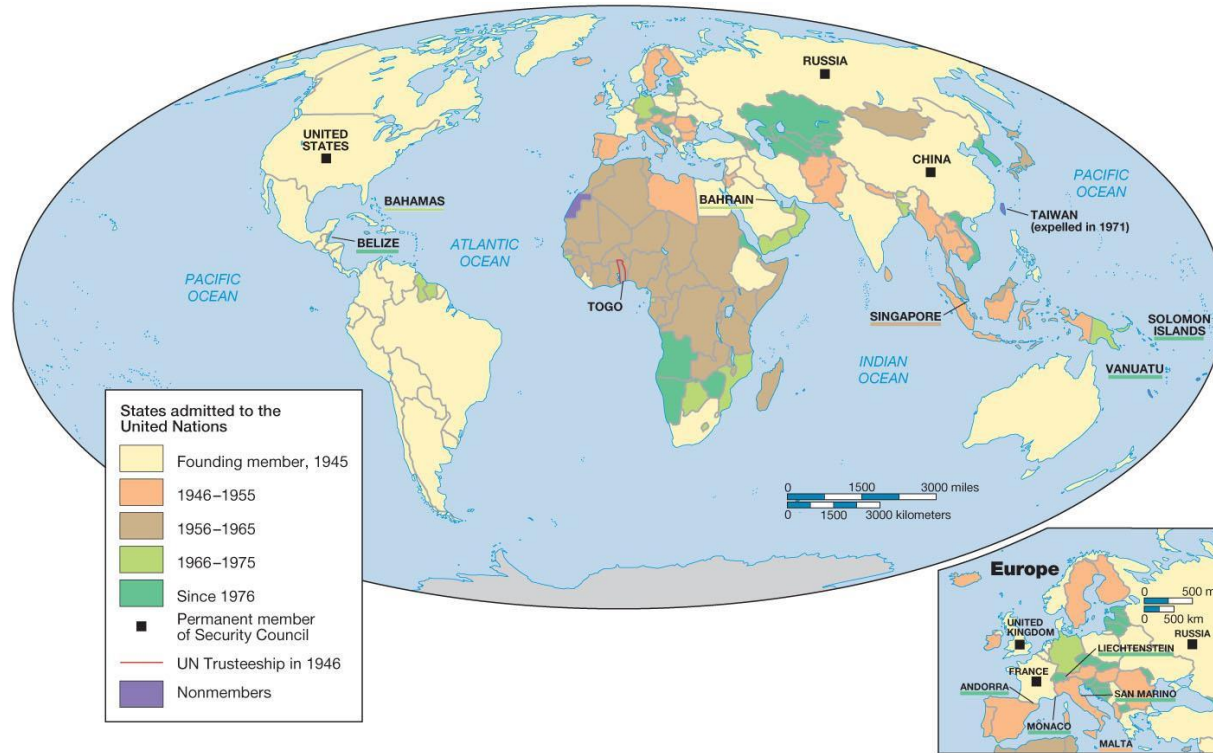 RUSSIA
UNITED
STATES
CHINA
PACIFIC
OCEAN
BAHAMAS
BAHRAIN
TAIWAN
(expelled in 1971)
BELIZE
ATLANTIC
OCEAN
PACIFIC
OCEAN
TOGO
SINGAPORE
SOLOMON
ISLANDS
INDIAN
OCEAN
VANUATU
States admitted to the
United Nations
Founding member, 1945
1946–1955
1956–1965
1966–1975
Since 1976
Permanent member
of Security Council
UN Trusteeship in 1946
Nonmembers
0 1500 3000 miles
0 1500 3000 kilometers
Europe
0 500 m
0 500 km
UNITED
KINGDOM
RUSSIA
LIECHTENSTEIN
FRANCE
ANDORRA
SAN MARINO
MONACO
MALTA